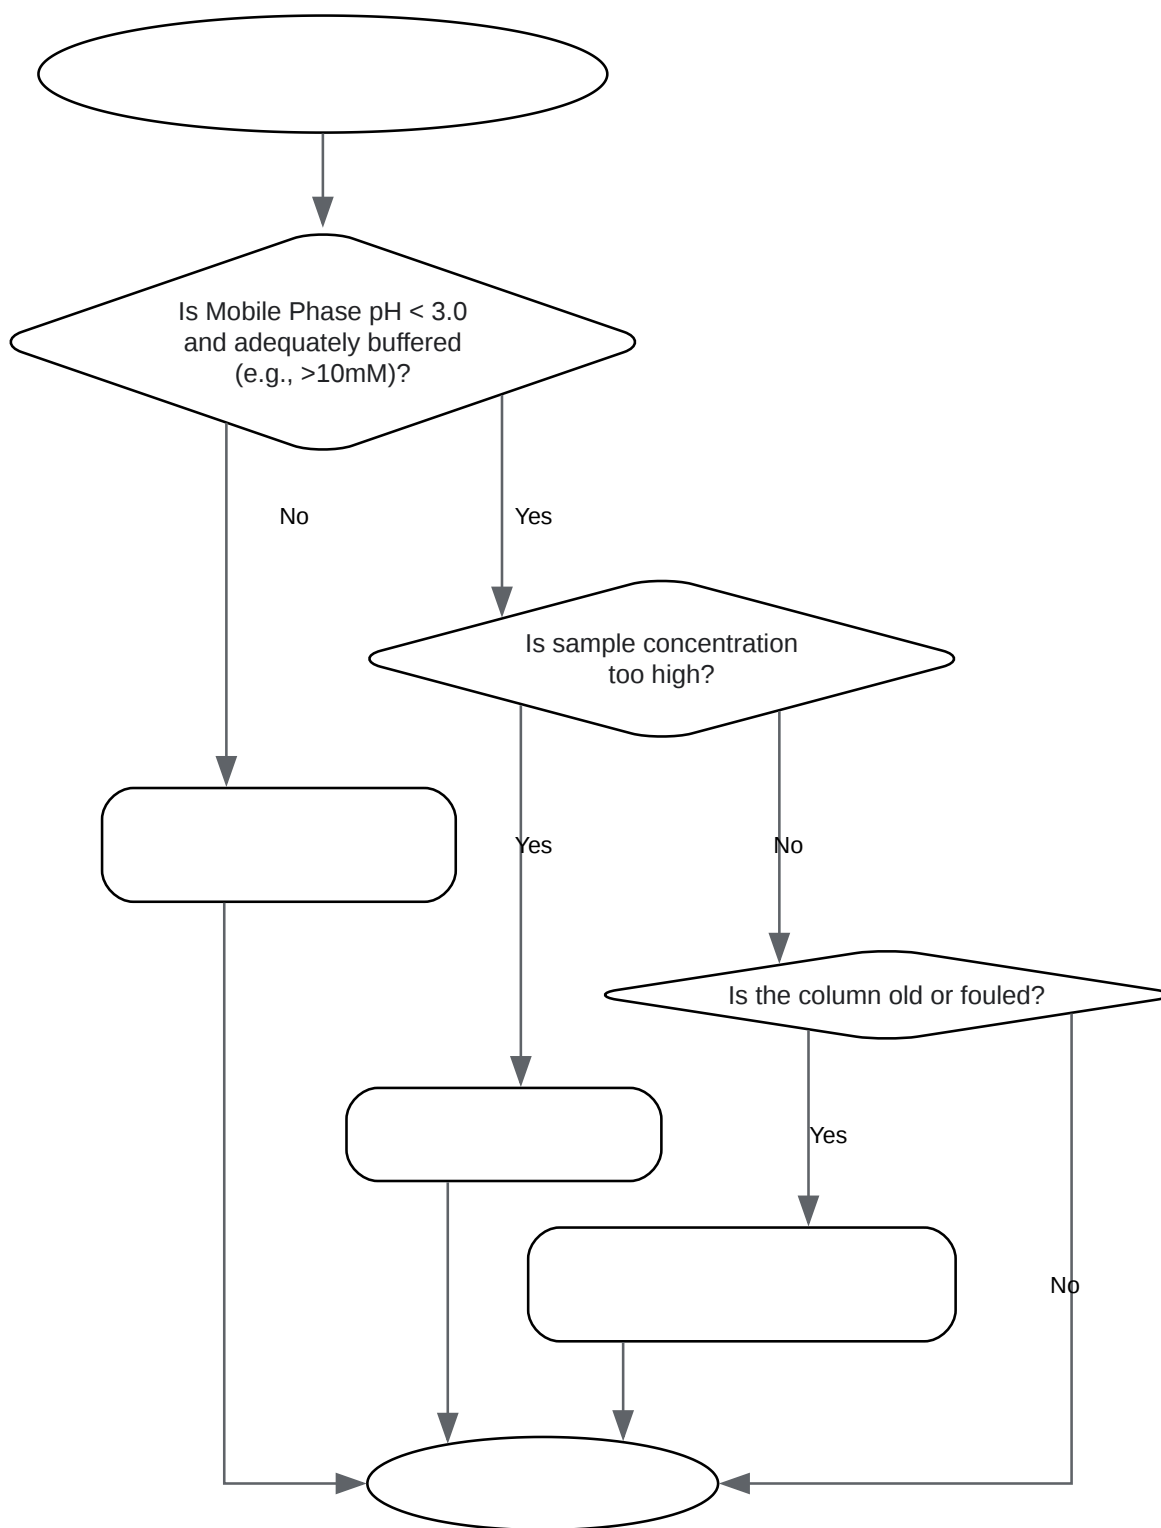 Is Mobile Phase pH < 3.0
and adequately buffered
(e.g., >10mM)?
No
Yes
Is sample concentration
too high?
Yes
No
Is the column old or fouled?
Yes
No